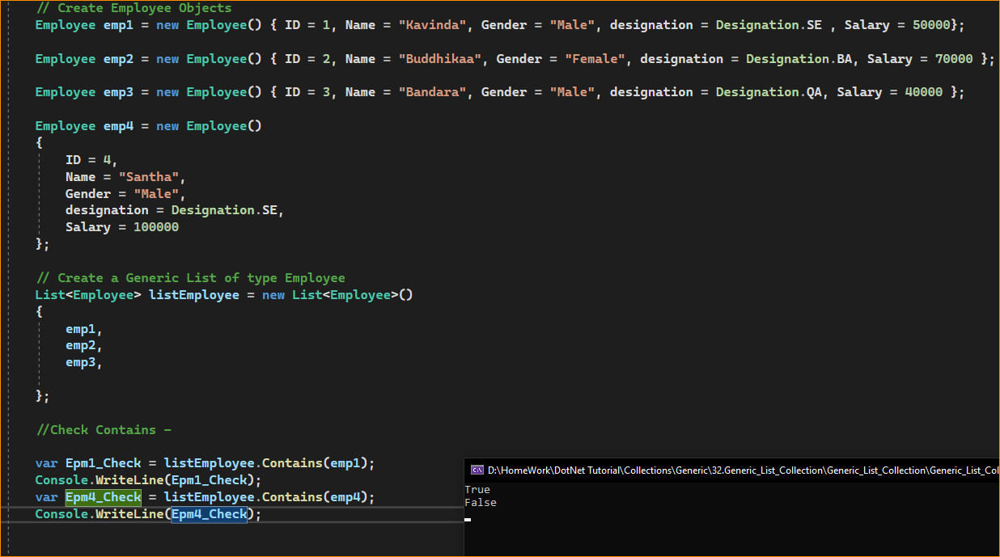 // Create Employee Objects
Employee emp1 = new Employee() { ID = 1, Name = "Kavinda", Gender = "Male", designation = Designation.SE , Salary = 50000};
Employee emp2 = new Employee() { ID = 2, Name = "Buddhikaa", Gender = "Female", designation = Designation.BA, Salary = 70000 };
Employee emp3 = new Employee() { ID = 3, Name = "Bandara", Gender = "Male", designation = Designation.QA, Salary = 40000 };
Employee emp4 = new Employee()
{
ID = 4,
Name = "Santha",
Gender = "Male",
designation = Designation.SE,
Salary = 100000
};
// Create a Generic List of type Employee
List<Employee> listEmployee = new List<Employee>()
{
emp1,
emp2,
emp3,
};
//Check Contains -
var Epm1_Check = listEmployee.Contains(emp1);
Console.WriteLine(Epm1_Check);
var Epm4_Check = listEmployee.Contains(emp4);
Console.WriteLine(Epm4_Check);
D:\HomeWork\DotNet Tutorial\Collections\Generic\32.Generic_List_Collection\Generic_List_Collection\Generic_List_Col
True
False